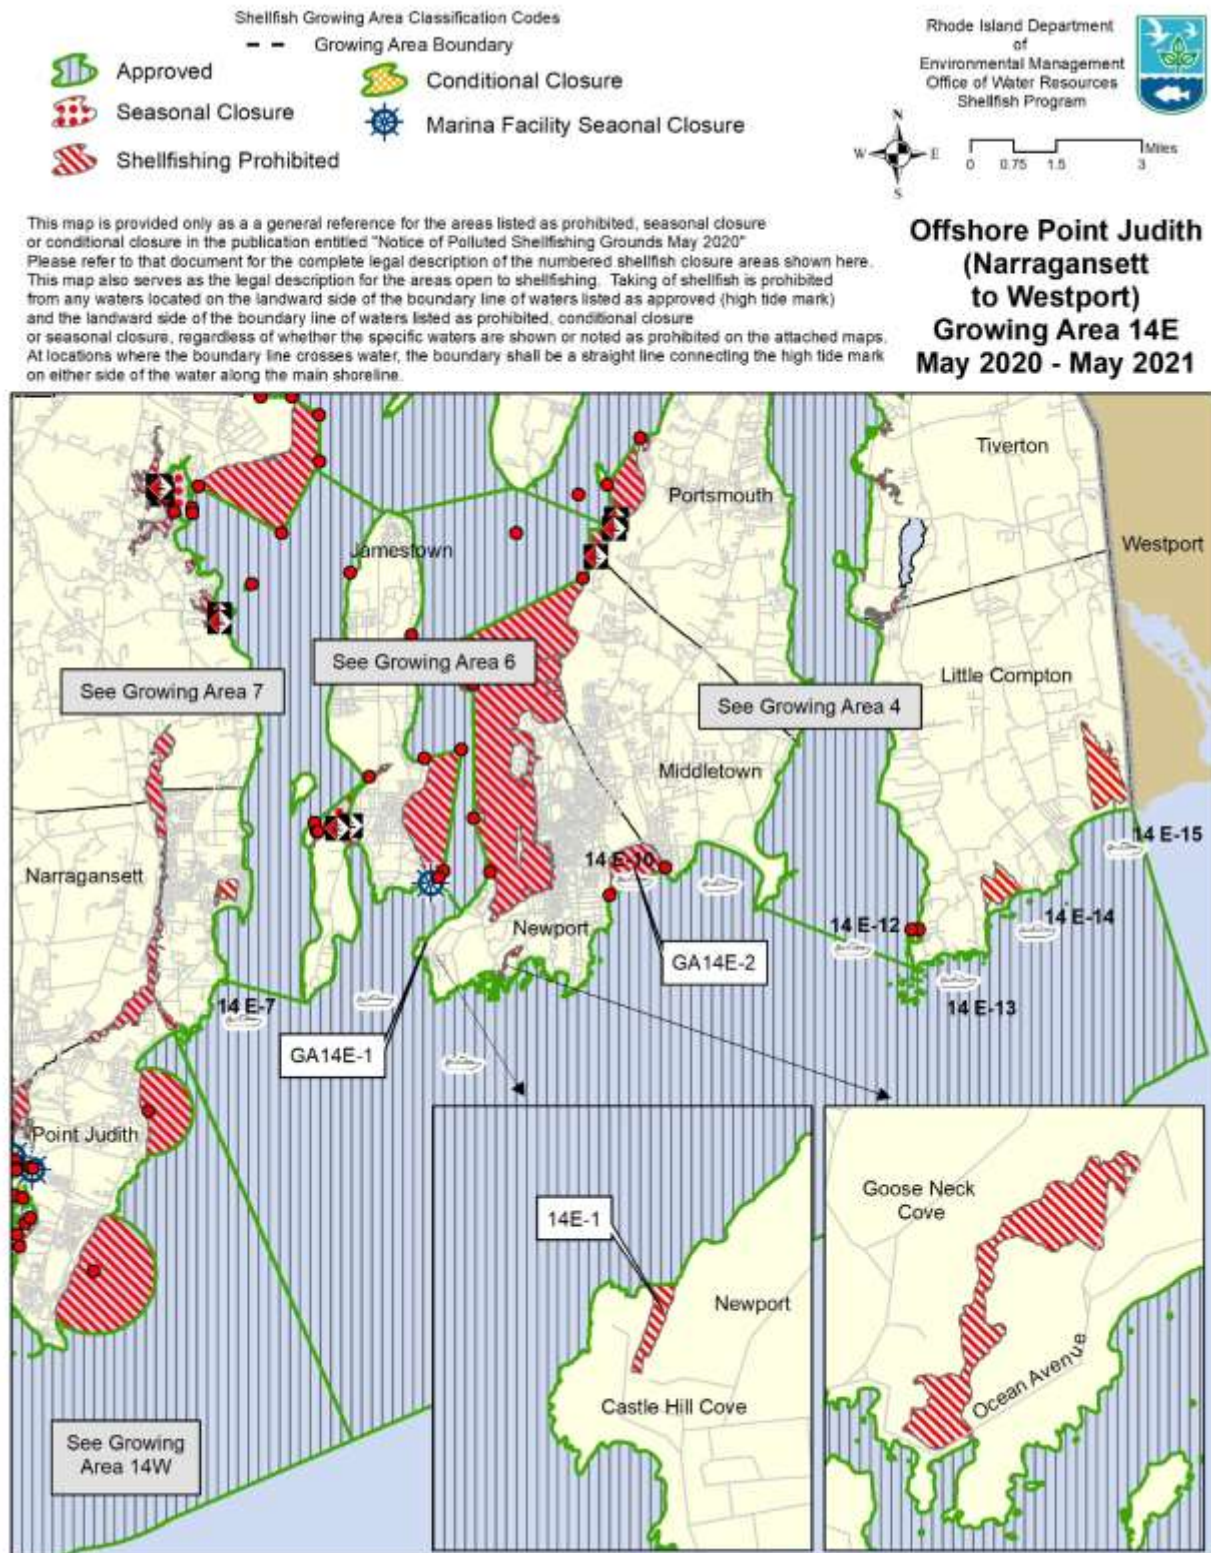 Shellfish Growing Area Classification Codes
Growing Area Boundary
Approved
Conditional Closure
Seasonal Closure
Marina Facility Seaonal Closure
Shellfishing Prohibited
Rhode Island Department
of
Environmental Management
Office of Water Resources
Shellfish Program
N
W
E
S
Miles
0 0.75 1.5 3
This map is provided only as a a general reference for the areas listed as prohibited, seasonal closure
or conditional closure in the publication entitled "Notice of Polluted Shellfishing Grounds May 2020"
Please refer to that document for the complete legal description of the numbered shellfish closure areas shown here.
This map also serves as the legal description for the areas open to shellfishing. Taking of shellfish is prohibited
from any waters located on the landward side of the boundary line of waters listed as approved (high tide mark)
and the landward side of the boundary line of waters listed as prohibited, conditional closure
or seasonal closure, regardless of whether the specific waters are shown or noted as prohibited on the attached maps.
At locations where the boundary line crosses water, the boundary shall be a straight line connecting the high tide mark
on either side of the water along the main shoreline.
Offshore Point Judith
(Narragansett
to Westport)
Growing Area 14E
May 2020 - May 2021
Tiverton
Portsmouth
Westport
Jamestown
See Growing Area 6
See Growing Area 7
Little Compton
See Growing Area 4
Middletown
14 E-15
14 E-10
Narragansett
14 E-14
14 E-12
Newport
GA14E-2
14 E-7
14 E-13
GA14E-1
Point Judith
Goose Neck
Cove
14E-1
Newport
Ocean Avenue
Castle Hill Cove
See Growing
Area 14W